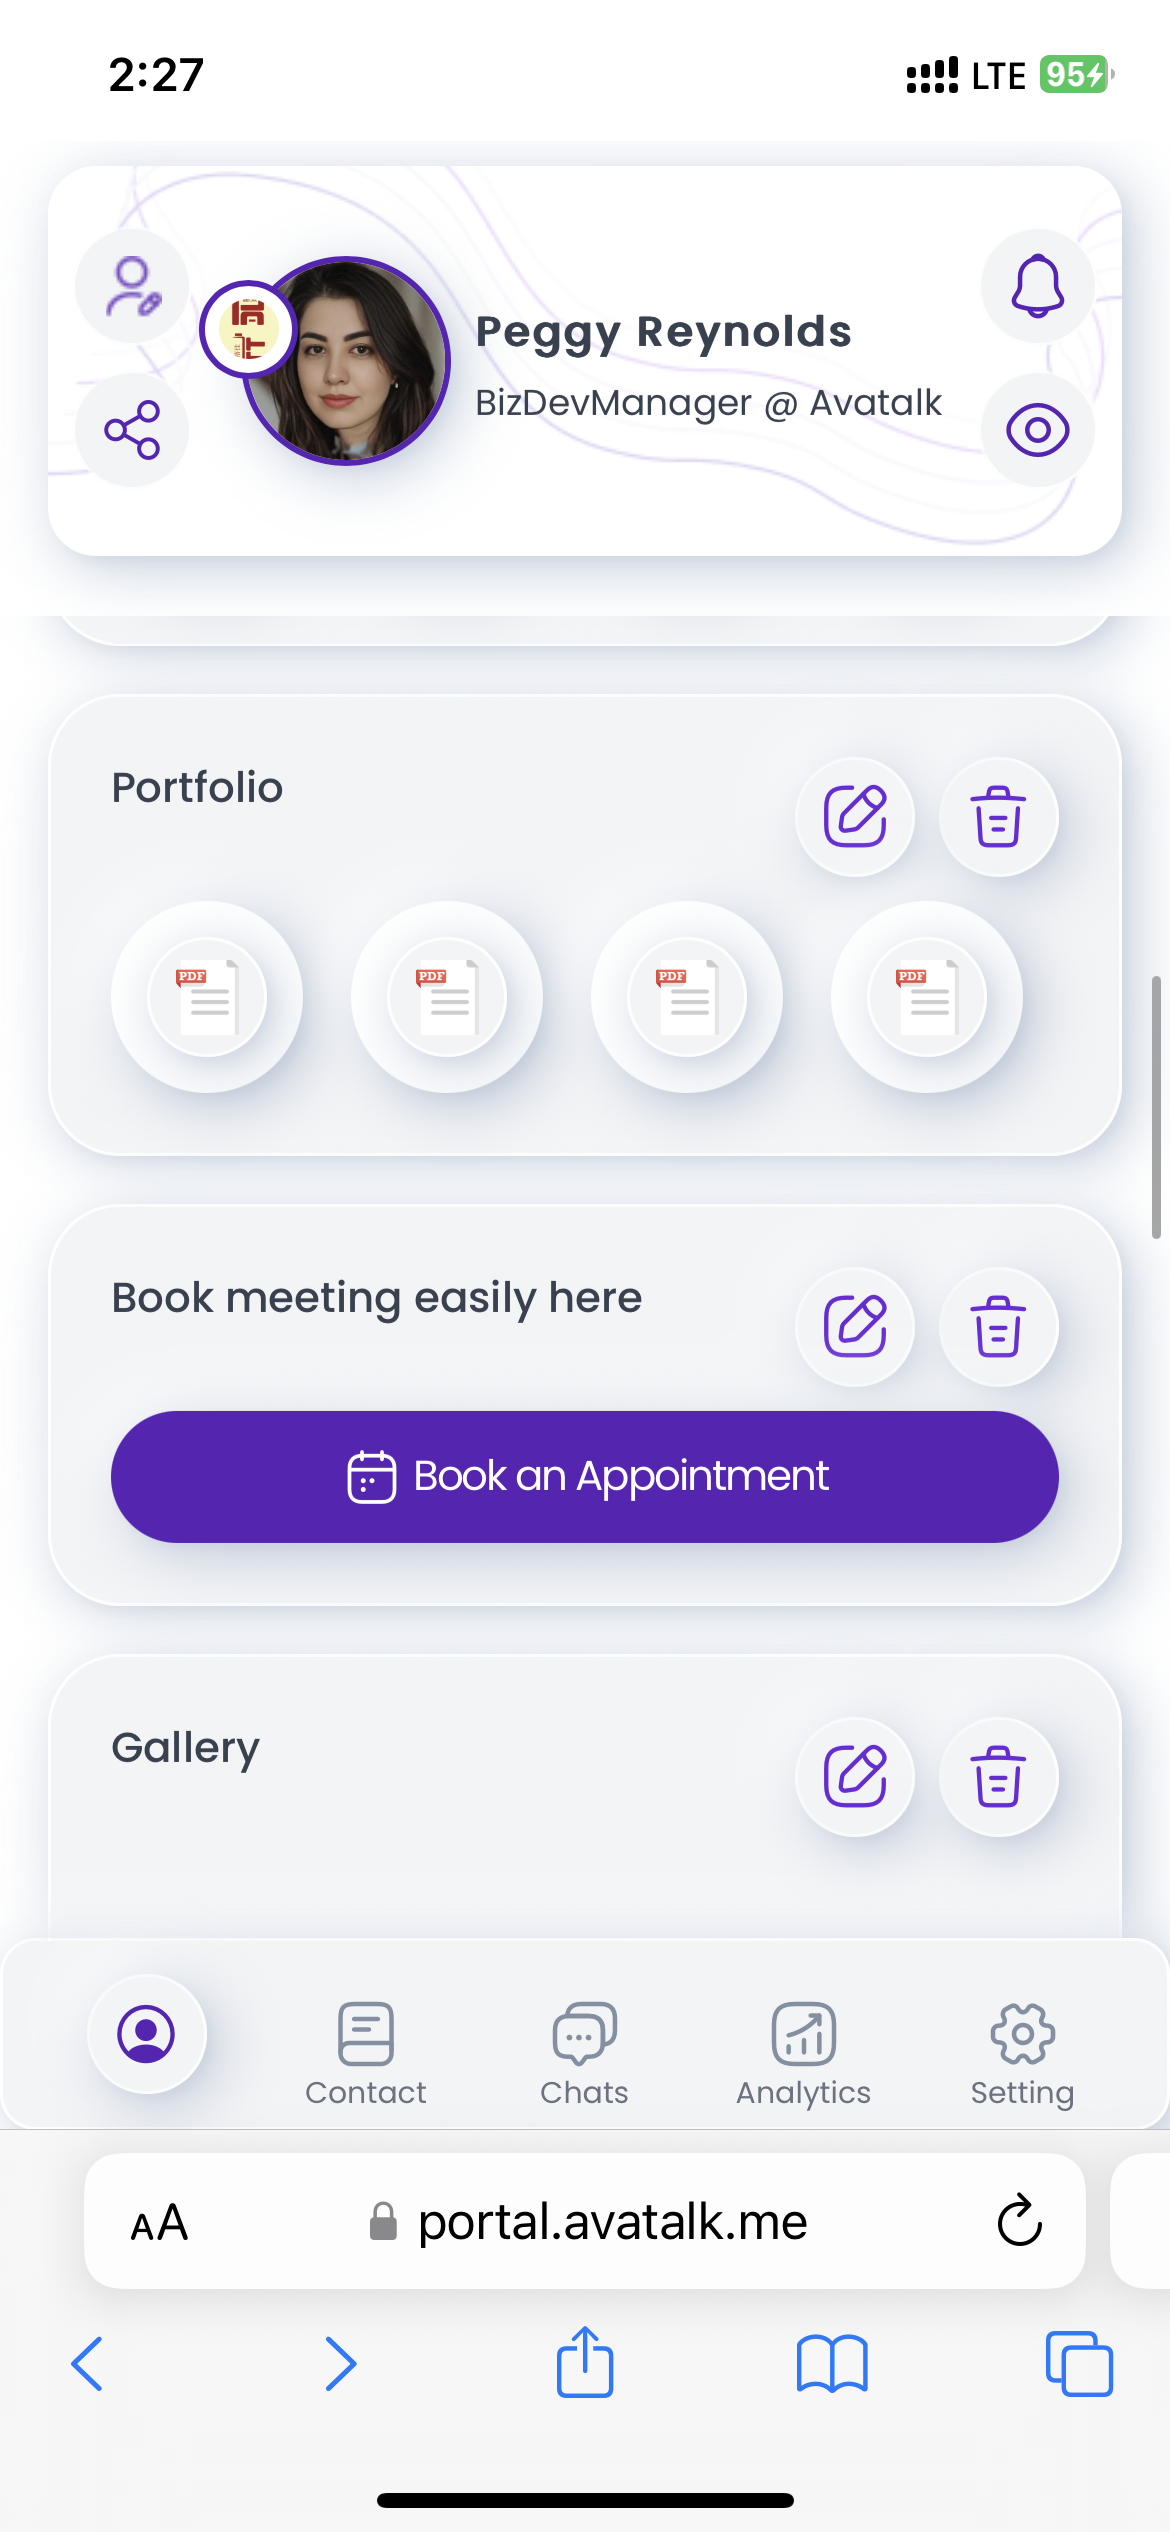 2:27
LTE 95
Peggy Reynolds
BizDevManager @ Avatalk
Portfolio
PDF PDF PDF PDF
Book meeting easily here
Book an Appointment
Gallery
Contact Chats Analytics Setting
AA portal.avatalk.me